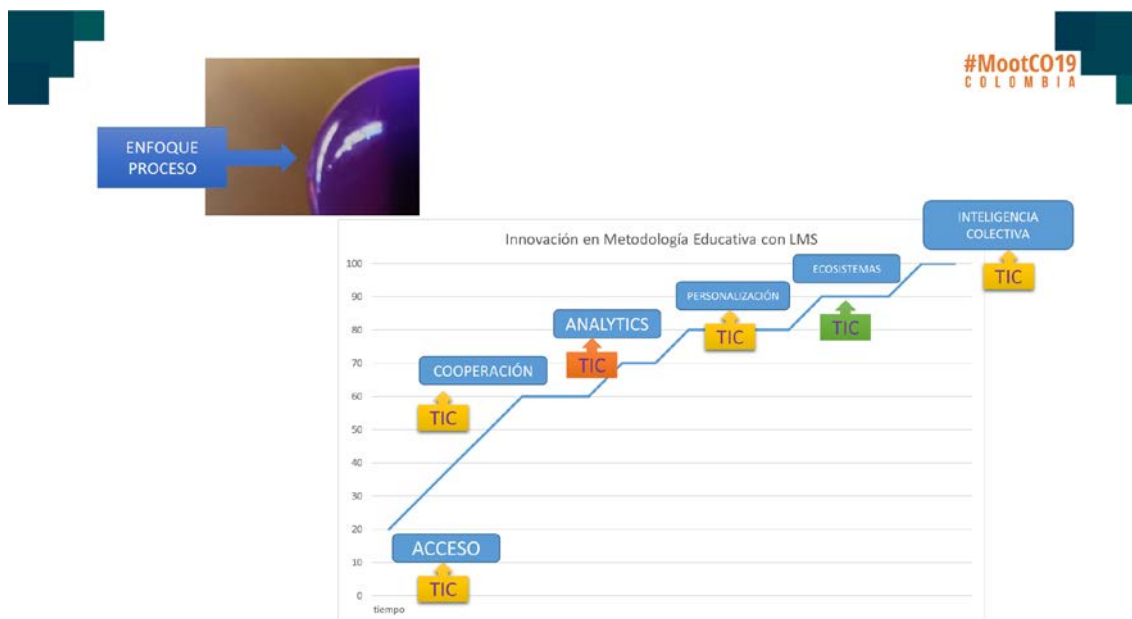 #MootCO19
COLOMBIA
ENFOQUE
PROCESO
INTELIGENCIA
COLECTIVA
TIC
Innovación en Metodología Educativa con LMS
ECOSISTEMAS
TIC
PERSONALIZACIÓN
TIC
ANALYTICS
TIC
COOPERACIÓN
TIC
ACCESO
TIC
100
90
80
70
60
50
40
30
20
10
0
tiempo